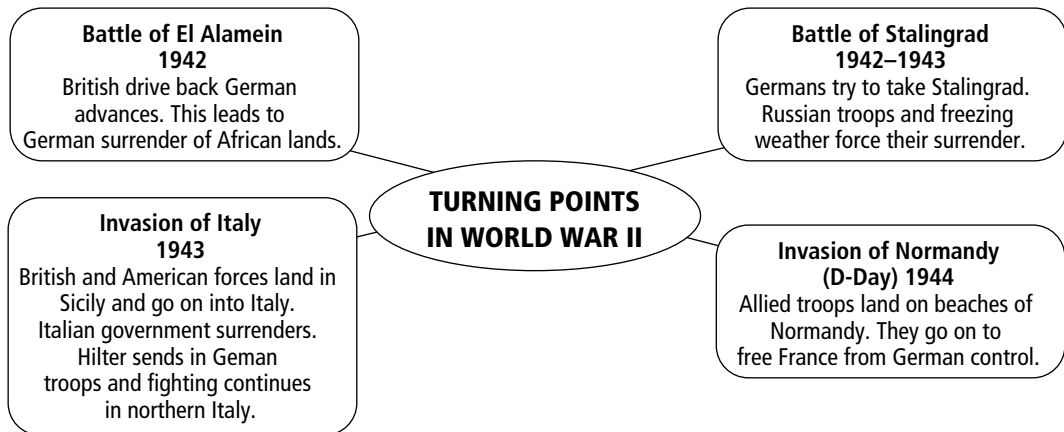 Battle of El Alamein
1942
British drive back German
advances. This leads to
German surrender of African lands.
Battle of Stalingrad
1942–1943
Germans try to take Stalingrad.
Russian troops and freezing
weather force their surrender.
TURNING POINTS
IN WORLD WAR II
Invasion of Italy
1943
British and American forces land in
Sicily and go on into Italy.
Italian government surrenders.
Hilter sends in Geman
troops and fighting continues
in northern Italy.
Invasion of Normandy
(D-Day) 1944
Allied troops land on beaches of
Normandy. They go on to
free France from German control.